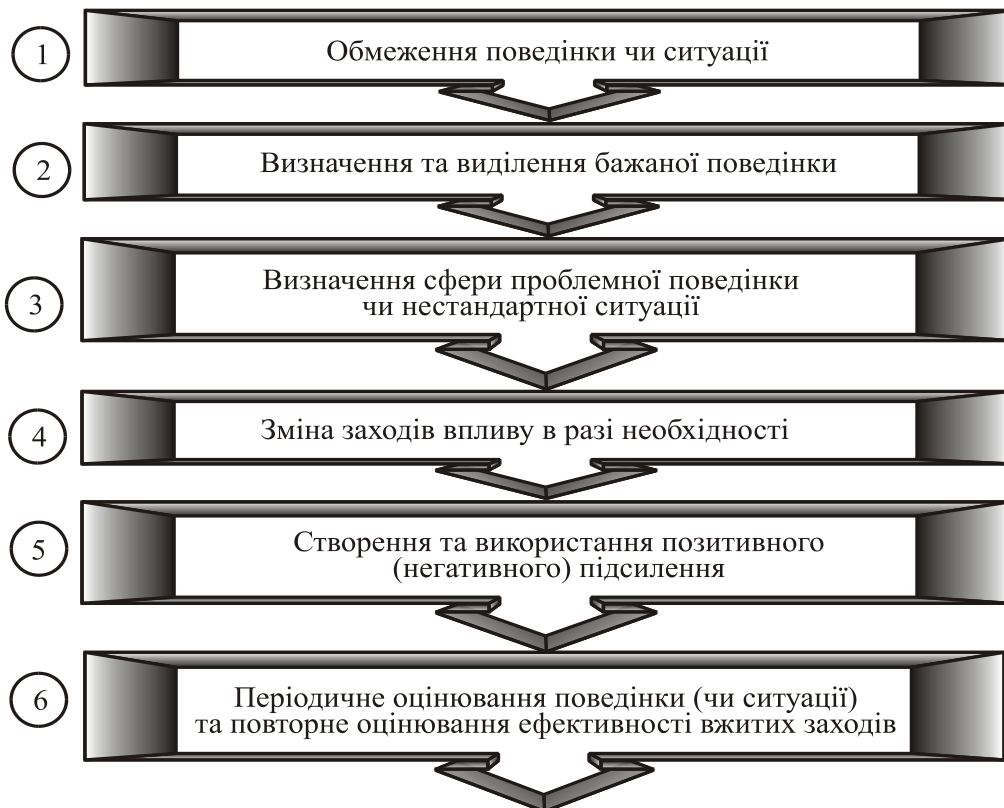 1
Обмеження поведінки чи ситуації
2
Визначення та виділення бажаної поведінки
3
Визначення сфери проблемної поведінки
чи нестандартної ситуації
4
Зміна заходів впливу в разі необхідності
5
Створення та використання позитивного
(негативного) підсилення
6
Періодичне оцінювання поведінки (чи ситуації)
та повторне оцінювання ефективності вжитих заходів